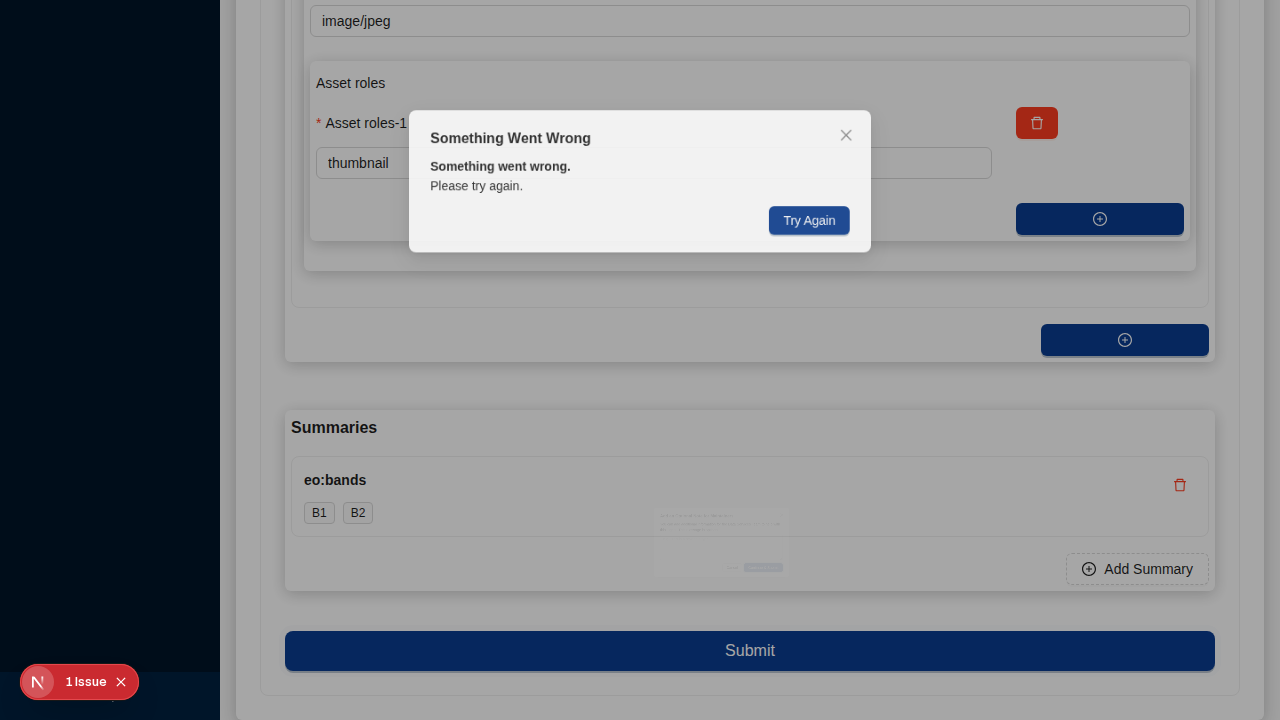 image/jpeg
Asset roles
* Asset roles-1
thumbnail
Something Went Wrong
Something went wrong.
Please try again.
Try Again
Summaries
eo:bands
B1
B2
Add Summary
Submit
N
1 Issue